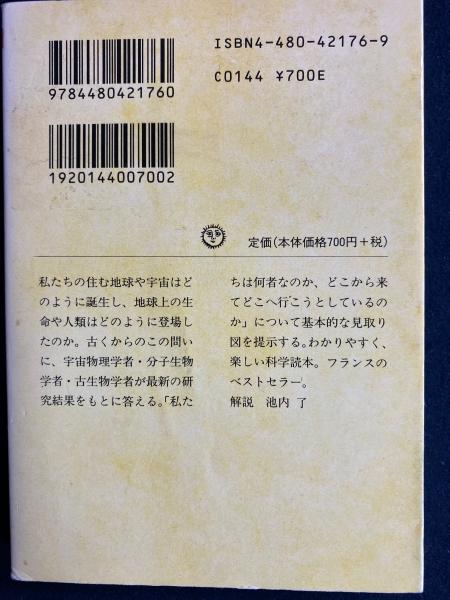 ISBN4-480-42176-9
C0144 ¥700E
9784480421760
1920144007002
定価(本体価格700円+税)
私たちの住む地球や宇宙はど
のように誕生し、地球上の生
命や人類はどのように登場し
たのか。古くからのこの問い
に、宇宙物理学者・分子生物
学者・古生物学者が最新の研
究結果をもとに答える。「私た
ちは何者なのか、どこから来
てどこへ行こうとしているの
か」について基本的な見取り
図を提示する。わかりやすく、
楽しい科学読本。フランスの
ベストセラー。
解説 池内 了